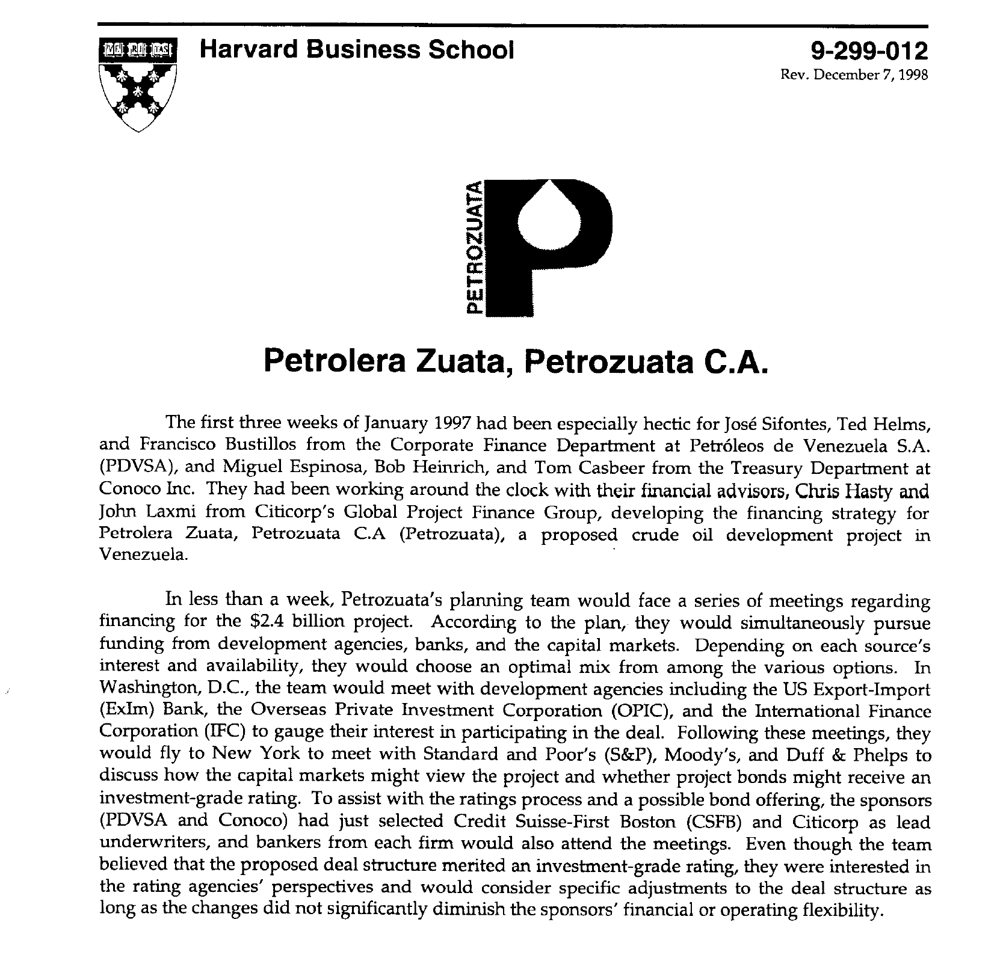 VE RI TAS
Harvard Business School
9-299-012
Rev. December 7, 1998
PETROZUATA
Petrolera Zuata, Petrozuata C.A.
The first three weeks of January 1997 had been especially hectic for José Sifontes, Ted Helms,
and Francisco Bustillos from the Corporate Finance Department at Petróleos de Venezuela S.A.
(PDVSA), and Miguel Espinosa, Bob Heinrich, and Tom Casbeer from the Treasury Department at
Conoco Inc. They had been working around the clock with their financial advisors, Chris Hasty and
John Laxmi from Citicorp's Global Project Finance Group, developing the financing strategy for
Petrolera Zuata, Petrozuata C.A (Petrozuata), a proposed crude oil development project in
Venezuela.
In less than a week, Petrozuata's planning team would face a series of meetings regarding
financing for the $2.4 billion project. According to the plan, they would simultaneously pursue
funding from development agencies, banks, and the capital markets. Depending on each source's
interest and availability, they would choose an optimal mix from among the various options. In
Washington, D.C., the team would meet with development agencies including the US Export-Import
(ExIm) Bank, the Overseas Private Investment Corporation (OPIC), and the International Finance
Corporation (IFC) to gauge their interest in participating in the deal. Following these meetings, they
would fly to New York to meet with Standard and Poor's (S&P), Moody's, and Duff & Phelps to
discuss how the capital markets might view the project and whether project bonds might receive an
investment-grade rating. To assist with the ratings process and a possible bond offering, the sponsors
(PDVSA and Conoco) had just selected Credit Suisse-First Boston (CSFB) and Citicorp as lead
underwriters, and bankers from each firm would also attend the meetings. Even though the team
believed that the proposed deal structure merited an investment-grade rating, they were interested in
the rating agencies' perspectives and would consider specific adjustments to the deal structure as
long as the changes did not significantly diminish the sponsors' financial or operating flexibility.